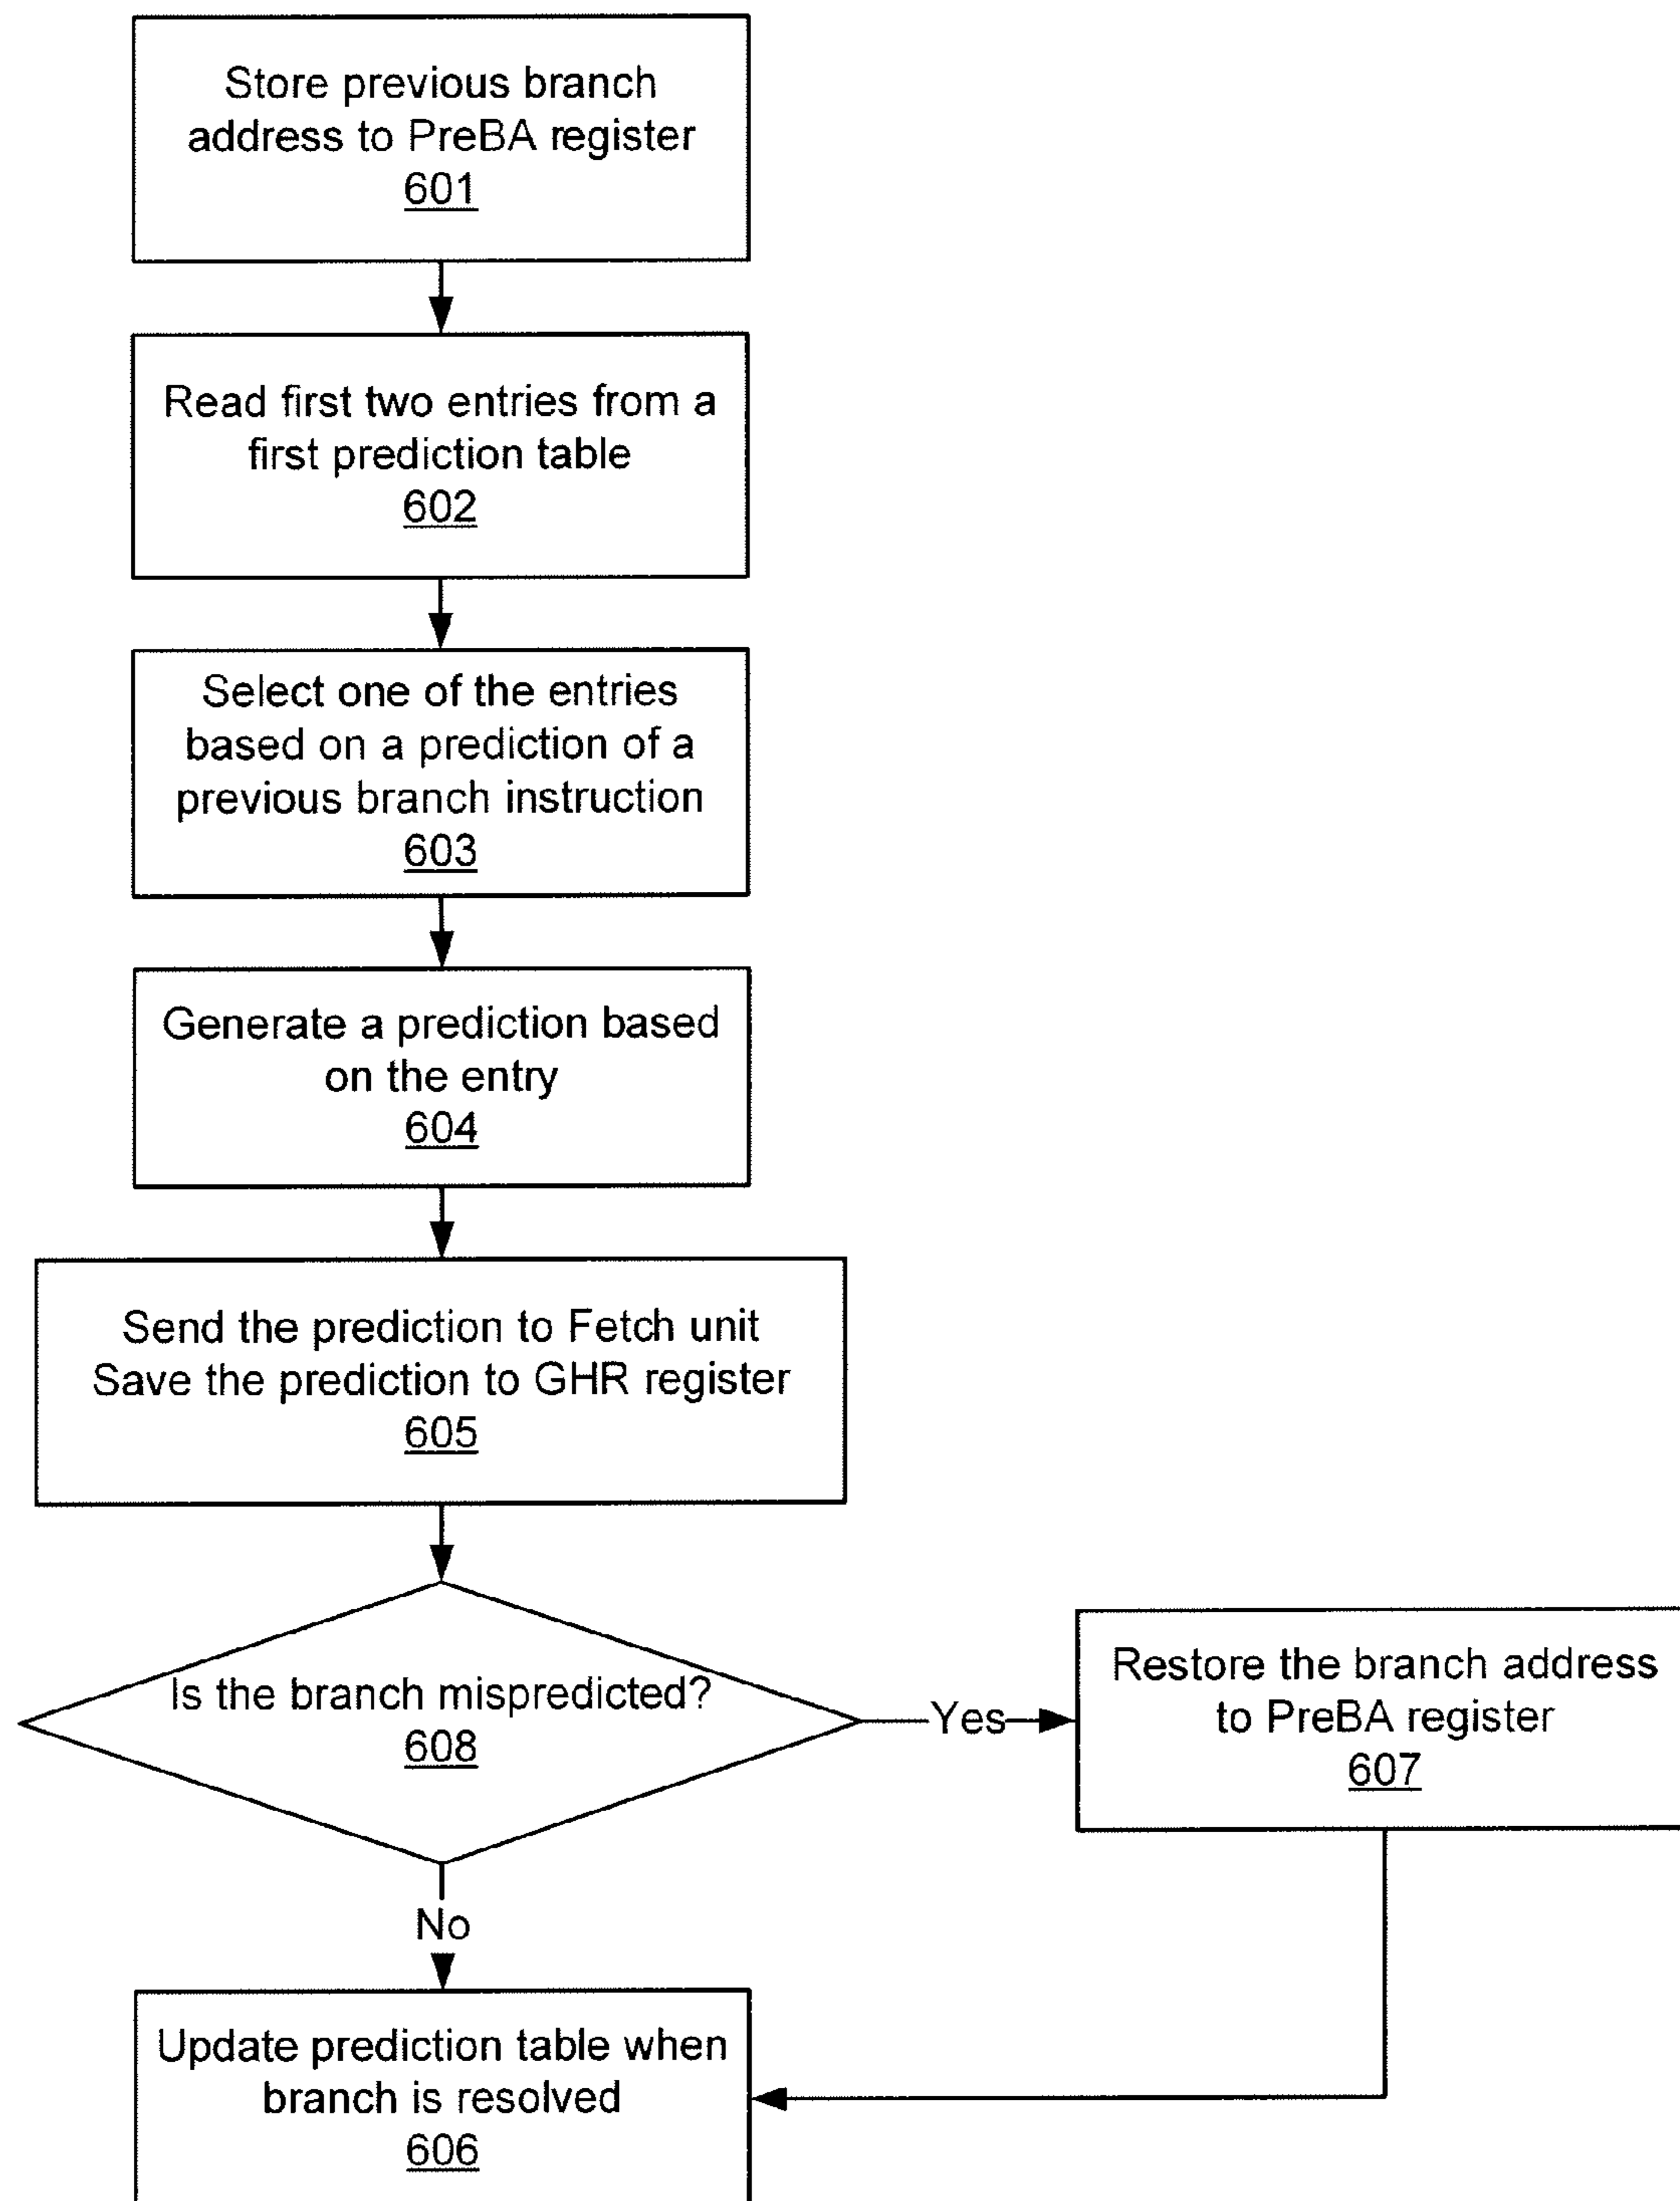 Store previous branch
address to PreBA register
601
Read first two entries from a
first prediction table
602
Select one of the entries
based on a prediction of a
previous branch instruction
603
Generate a prediction based
on the entry
604
Send the prediction to Fetch unit
Save the prediction to GHR register
605
Is the branch mispredicted?
608
Yes
Restore the branch address
to PreBA register
607
No
Update prediction table when
branch is resolved
606